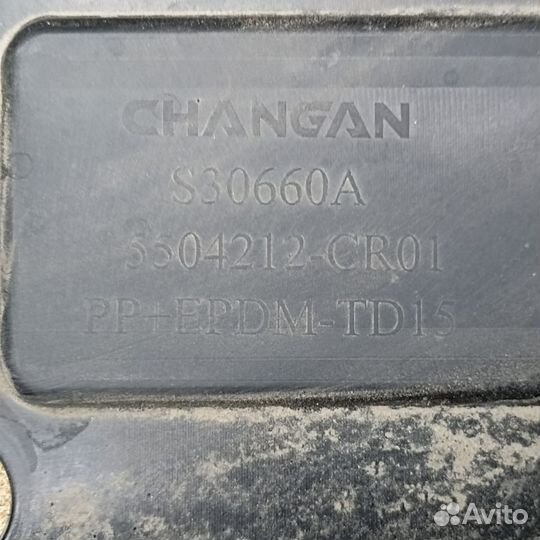 CHANGAN
S30660A
5504212-CR01
PP+EPDM-TD15
Avito